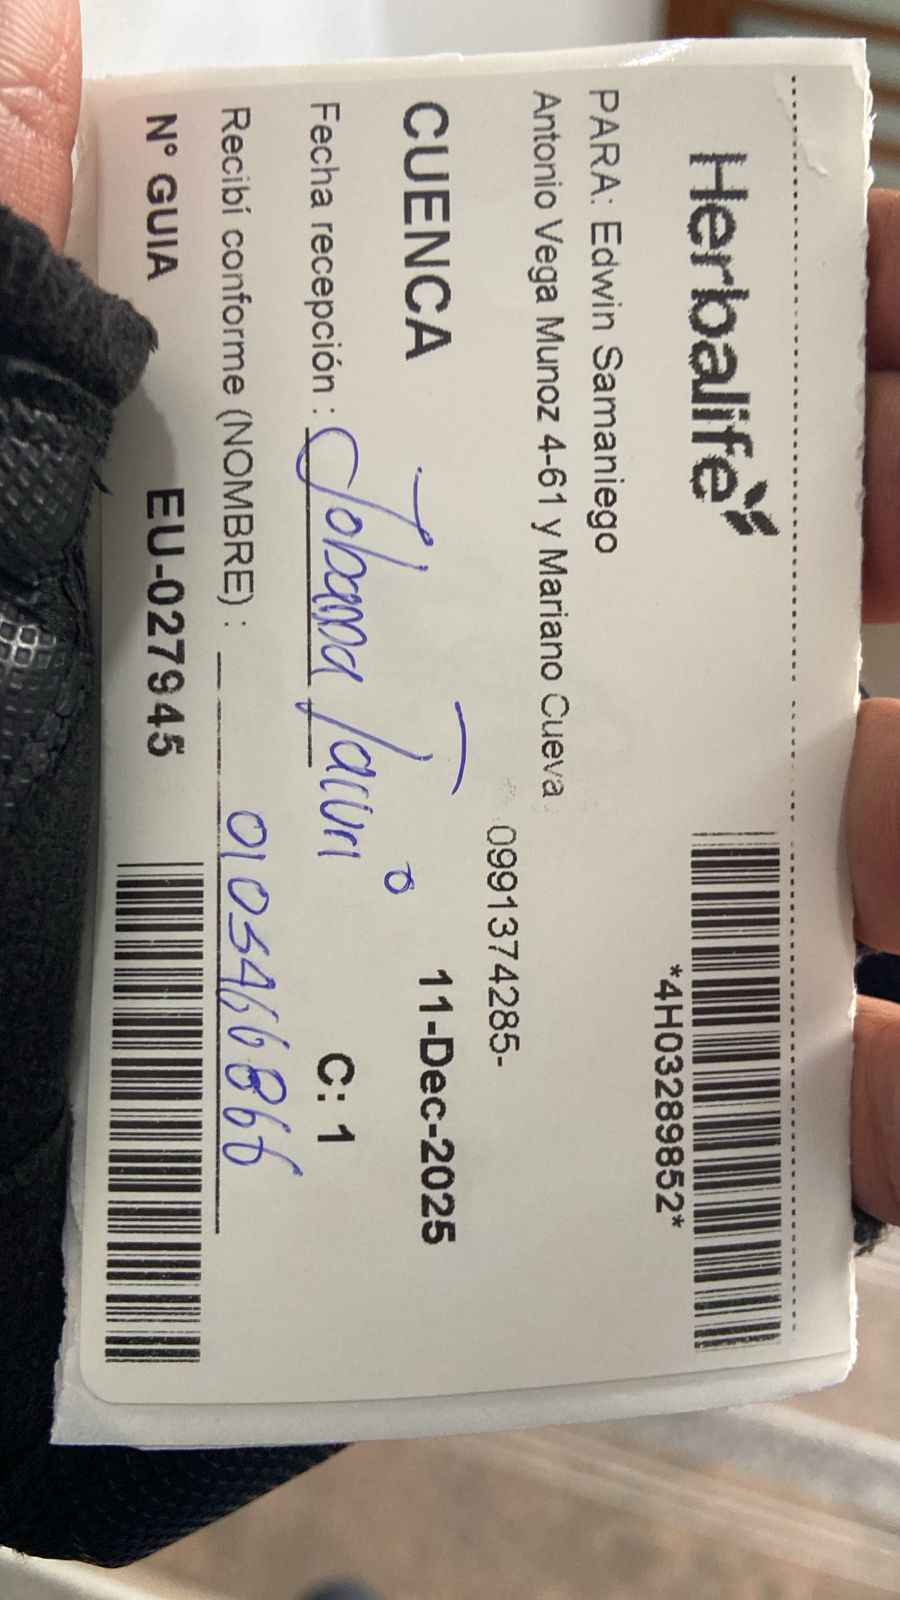 Herbalife
*4H03289852*
PARA: Edwin Samaniego
Antonio Vega Munoz 4-61 y Mariano Cueva
0991374285-
CUENCA
11-Dec-2025
Fecha recepción :
C: 1
Recibí conforme (NOMBRE) :
N° GUIA EU-027945